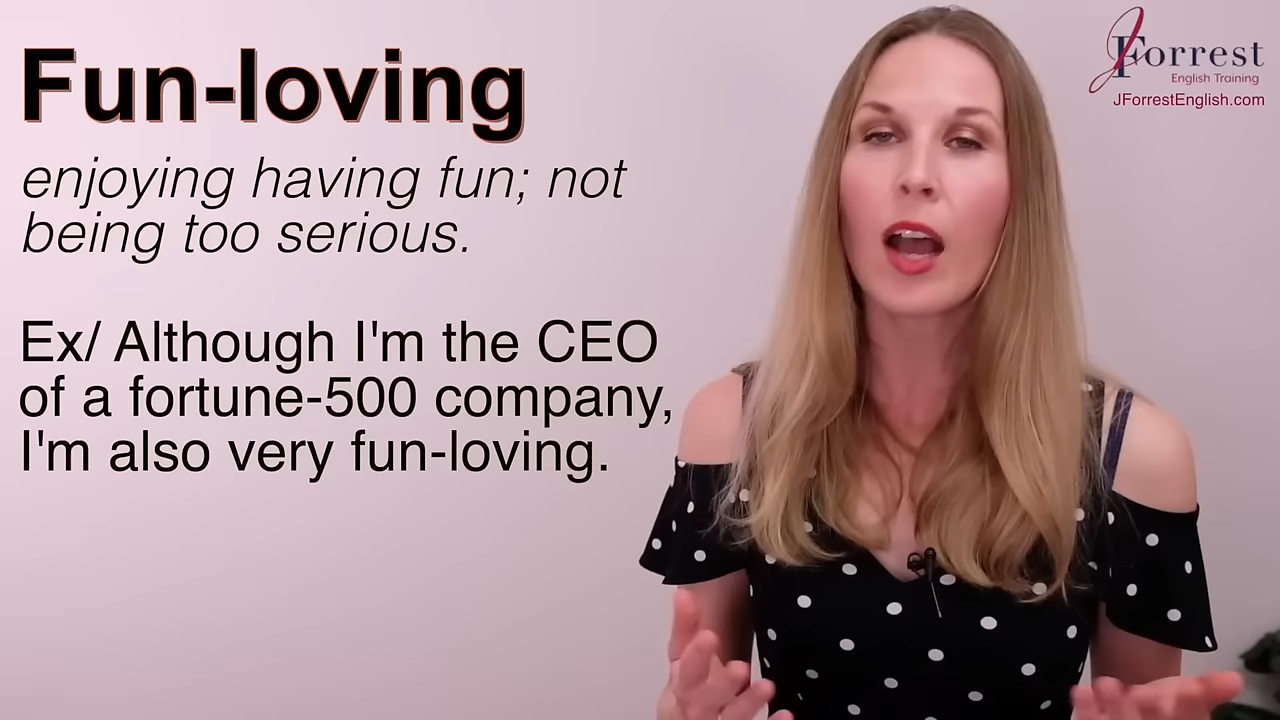 Fun-loving
enjoying having fun; not
being too serious.
Ex/ Although I'm the CEO
of a fortune-500 company,
I'm also very fun-loving.
JForrest
English Training
JForrestEnglish.com